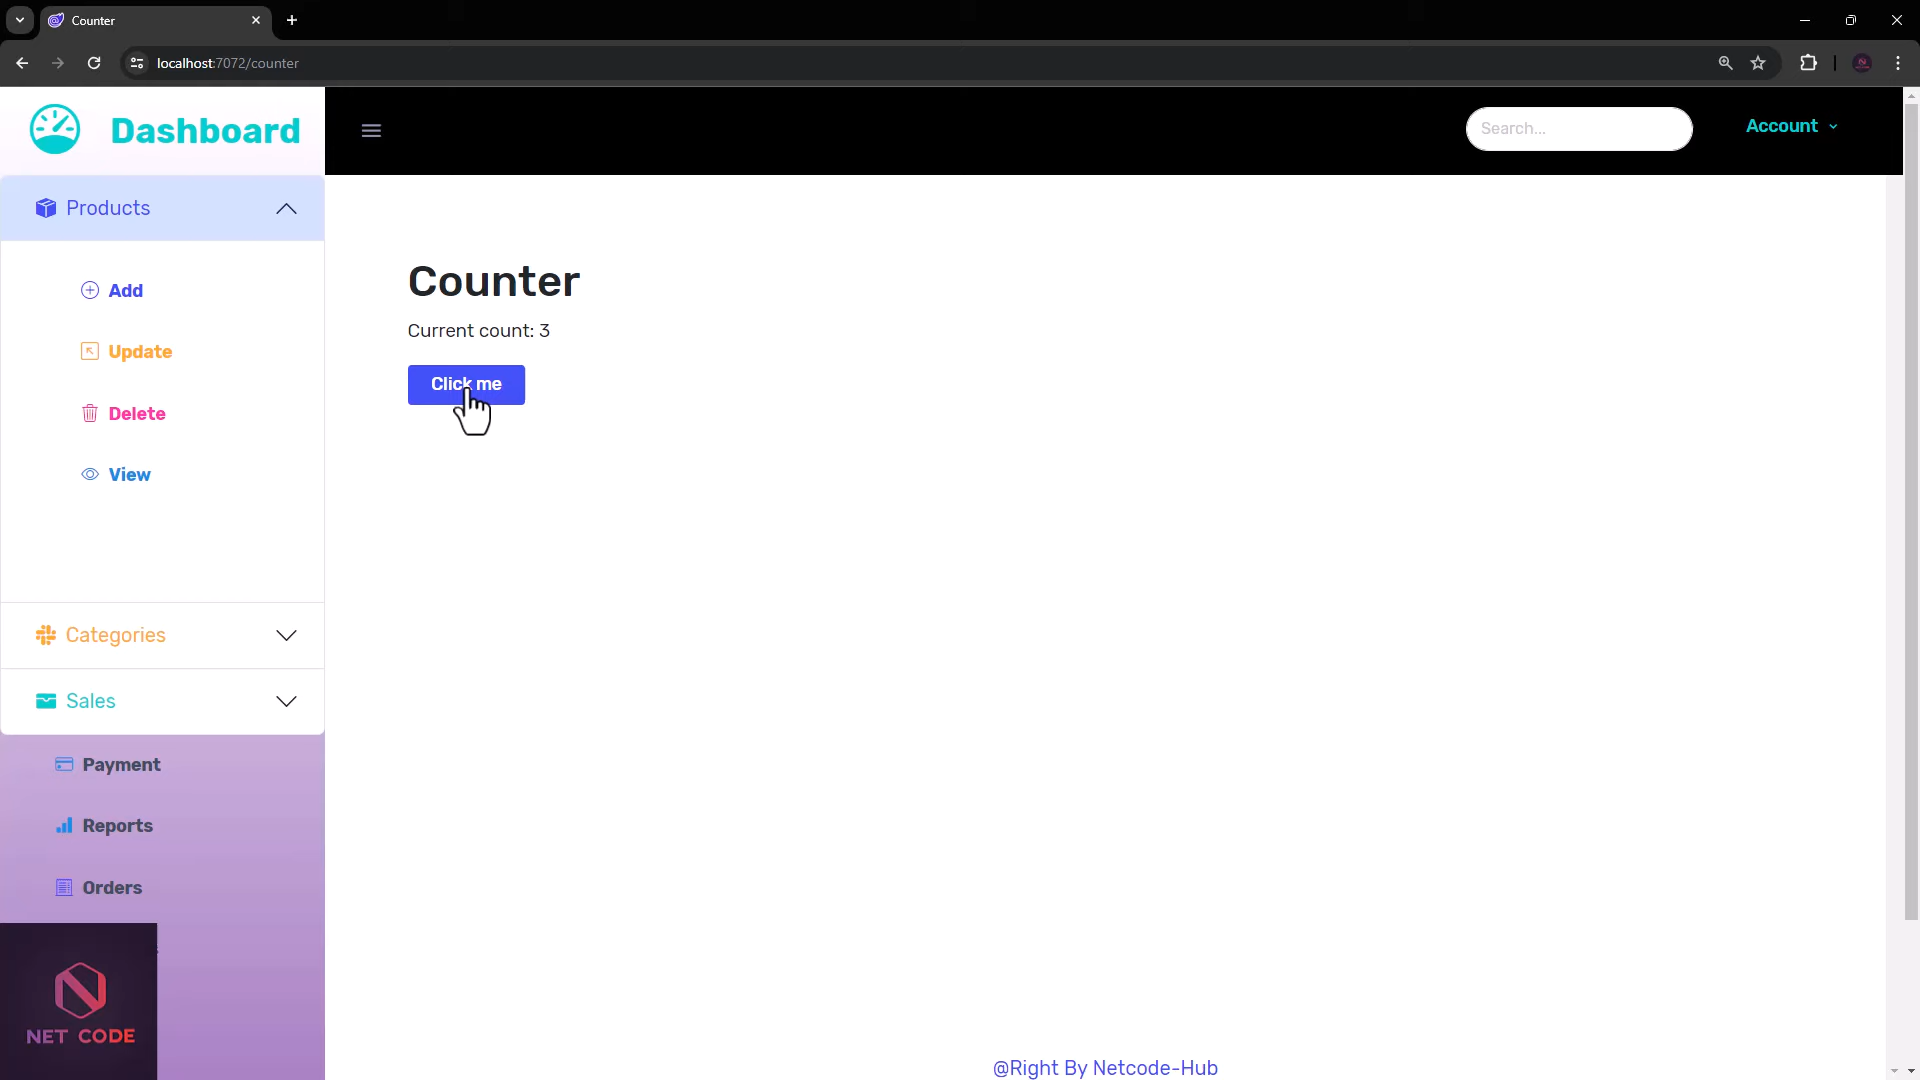 Counter
localhost:7072/counter
Dashboard
Search...
Account
Products
Add
Update
Delete
View
Categories
Sales
Payment
Reports
Orders
Counter
Current count: 3
Click me
NET CODE
@Right By Netcode-Hub